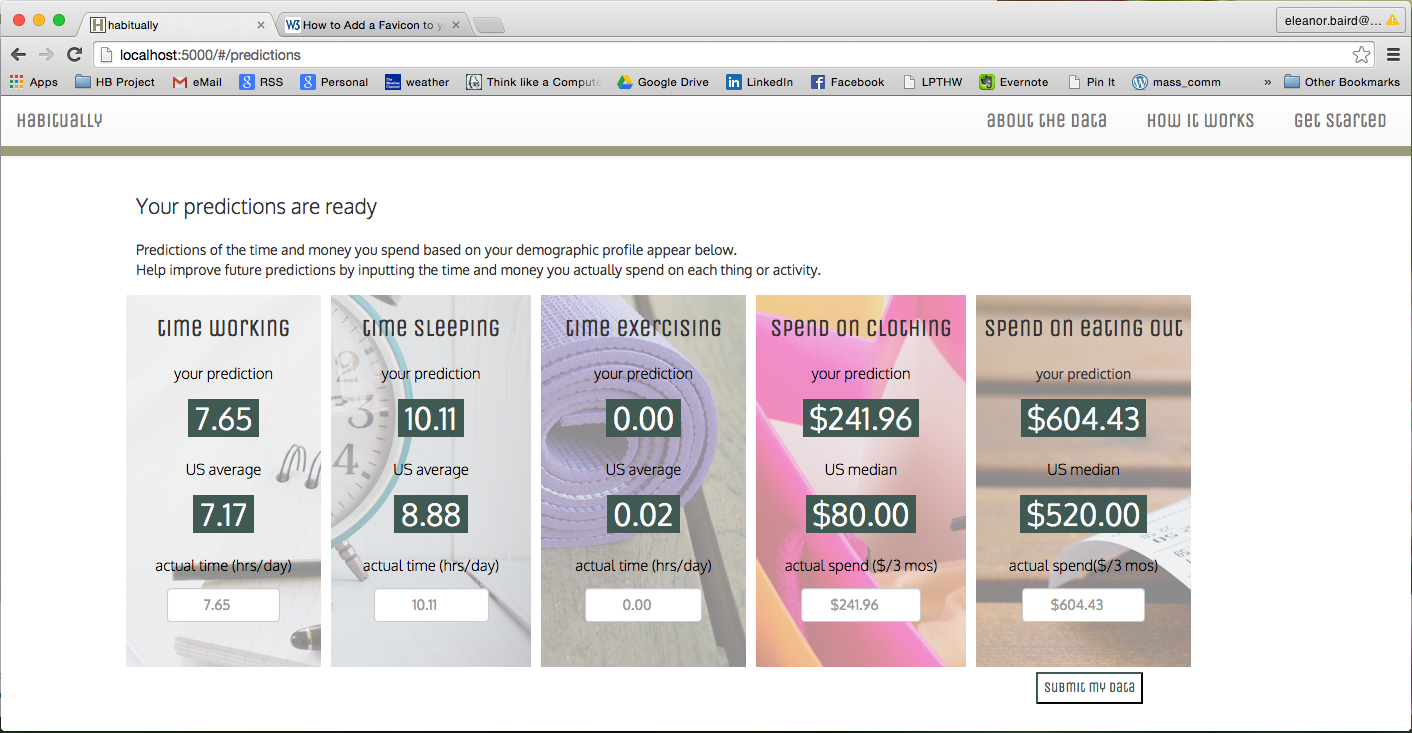 habitually
How to Add a Favicon to y
eleanor.baird@...
localhost:5000/#/predictions
Apps
HB Project
eMail
RSS
Personal
weather
Think like a Compute
Google Drive
LinkedIn
Facebook
LPTHW
Evernote
Pin It
mass_comm
»
Other Bookmarks
Habitually
about the data
How it works
Get started
Your predictions are ready
Predictions of the time and money you spend based on your demographic profile appear below.
Help improve future predictions by inputting the time and money you actually spend on each thing or activity.
time working
your prediction
7.65
US average
7.17
actual time (hrs/day)
7.65
time sleeping
your prediction
10.11
US average
8.88
actual time (hrs/day)
10.11
time exercising
your prediction
0.00
US average
0.02
actual time (hrs/day)
0.00
spend on clothing
your prediction
$241.96
US median
$80.00
actual spend ($/3 mos)
$241.96
spend on eating out
your prediction
$604.43
US median
$520.00
actual spend($/3 mos)
$604.43
submit my data